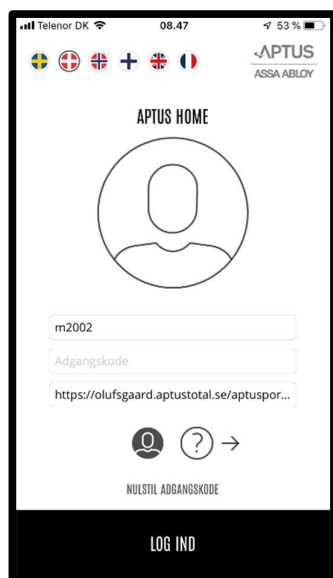 Telenor DK 08.47 53 %
APTUS
ASSA ABLOY
APTUS HOME
m2002
Adgangskode
https://olufsgaard.aptustotal.se/aptuspor...
?
NULSTIL ADGANGSKODE
LOG IND